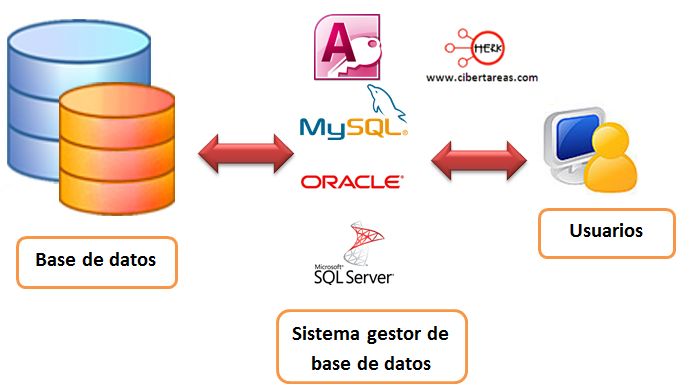 A
HERK
www.cibertareas.com
MySQL®
ORACLE®
Microsoft®
SQL Server®
Base de datos
Usuarios
Sistema gestor de
base de datos